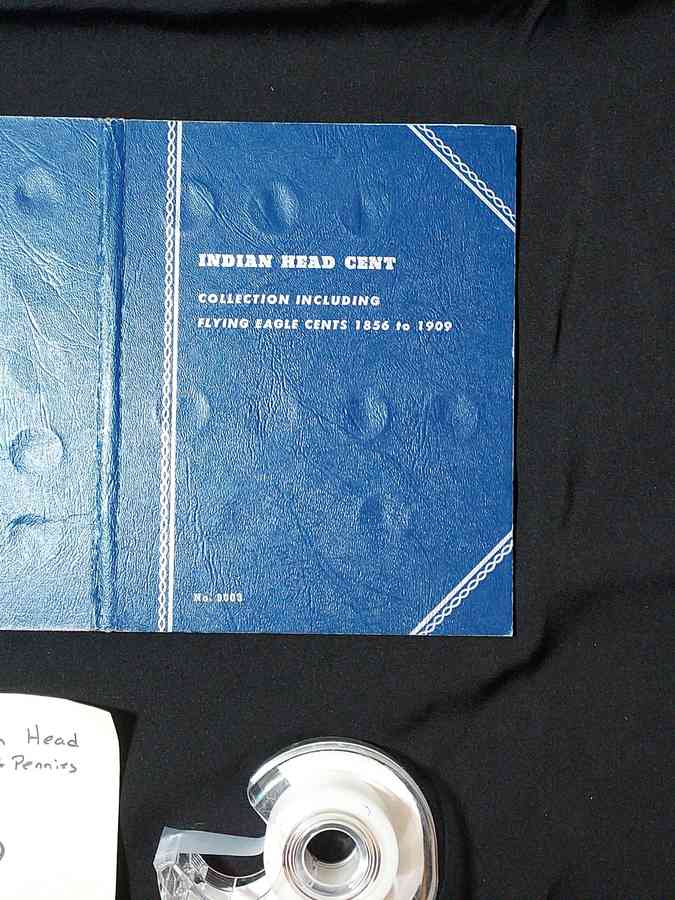 INDIAN HEAD CENT
COLLECTION INCLUDING
FLYING EAGLE CENTS 1856 to 1909
No. 9003
Head
Pennies